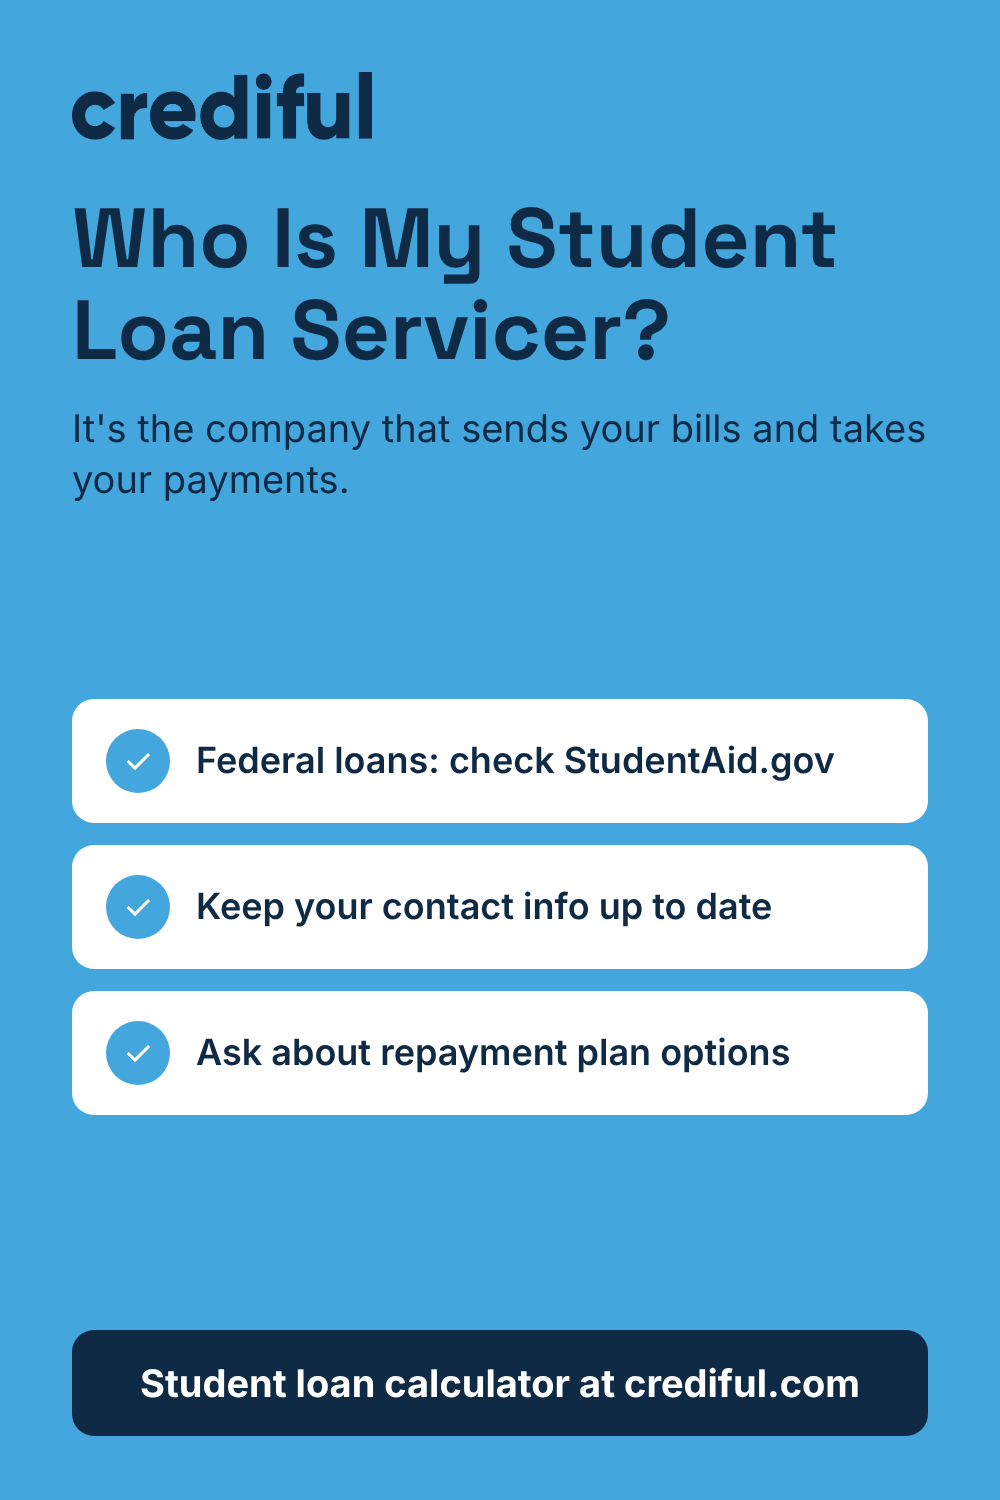 crediful
Who Is My Student
Loan Servicer?
It's the company that sends your bills and takes
your payments.
Federal loans: check StudentAid.gov
Keep your contact info up to date
Ask about repayment plan options
Student loan calculator at crediful.com